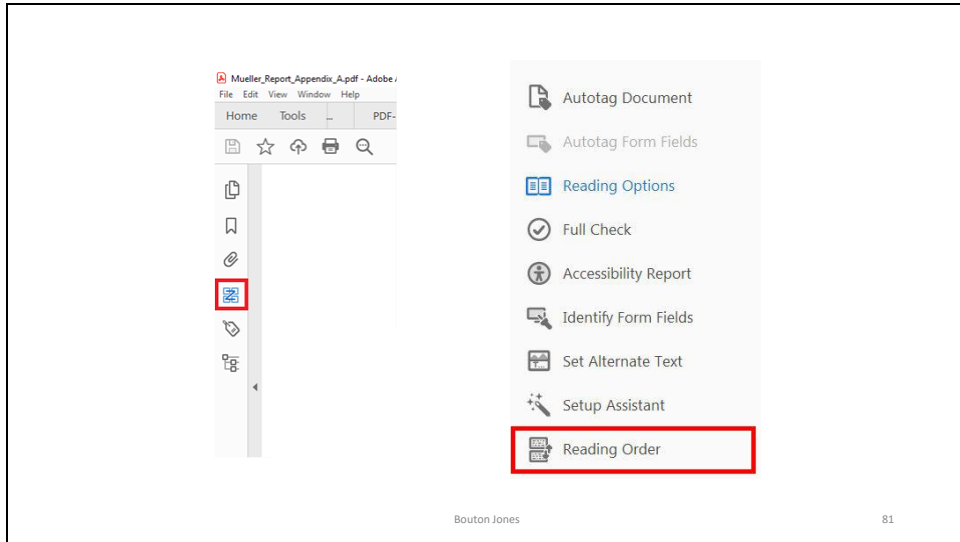 Mueller_Report_Appendix_A.pdf - Adobe
File Edit View Window Help
Home Tools ... PDF-
Autotag Document
Autotag Form Fields
Reading Options
Full Check
Accessibility Report
Identify Form Fields
Set Alternate Text
Setup Assistant
Reading Order
Bouton Jones 81